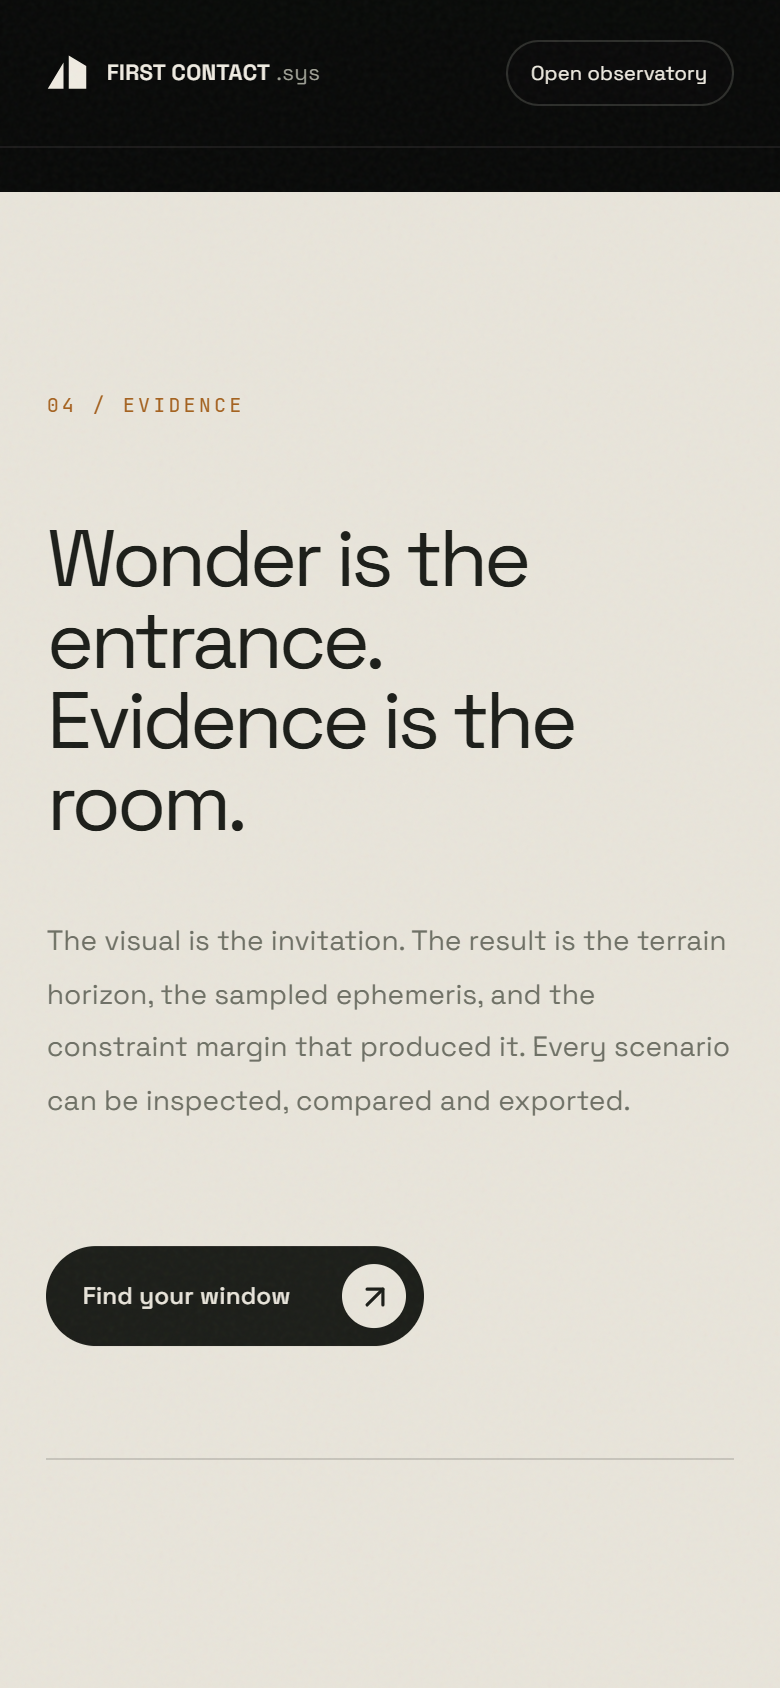 FIRST CONTACT .sys
Open observatory
04 / EVIDENCE
Wonder is the
entrance.
Evidence is the
room.
The visual is the invitation. The result is the terrain
horizon, the sampled ephemeris, and the
constraint margin that produced it. Every scenario
can be inspected, compared and exported.
Find your window